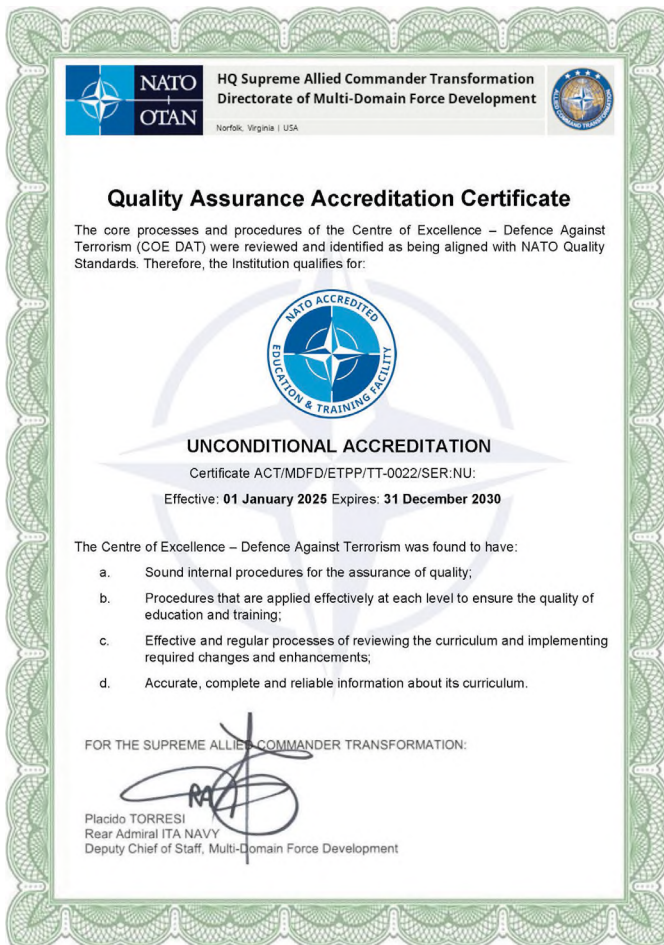 NATO
OTAN
HQ Supreme Allied Commander Transformation
Directorate of Multi-Domain Force Development
Norfolk, Virginia | USA
ALLIED COMMAND TRANSFORMATION
Quality Assurance Accreditation Certificate
The core processes and procedures of the Centre of Excellence – Defence Against
Terrorism (COE DAT) were reviewed and identified as being aligned with NATO Quality
Standards. Therefore, the Institution qualifies for:
NATO ACCREDITED
EDUCATION & TRAINING FACILITY
UNCONDITIONAL ACCREDITATION
Certificate ACT/MDFD/ETPP/TT-0022/SER:NU:
Effective: 01 January 2025 Expires: 31 December 2030
The Centre of Excellence – Defence Against Terrorism was found to have:
a. Sound internal procedures for the assurance of quality;
b. Procedures that are applied effectively at each level to ensure the quality of
education and training;
c. Effective and regular processes of reviewing the curriculum and implementing
required changes and enhancements;
d. Accurate, complete and reliable information about its curriculum.
FOR THE SUPREME ALLIED COMMANDER TRANSFORMATION:
Placido TORRESI
Rear Admiral ITA NAVY
Deputy Chief of Staff, Multi-Domain Force Development